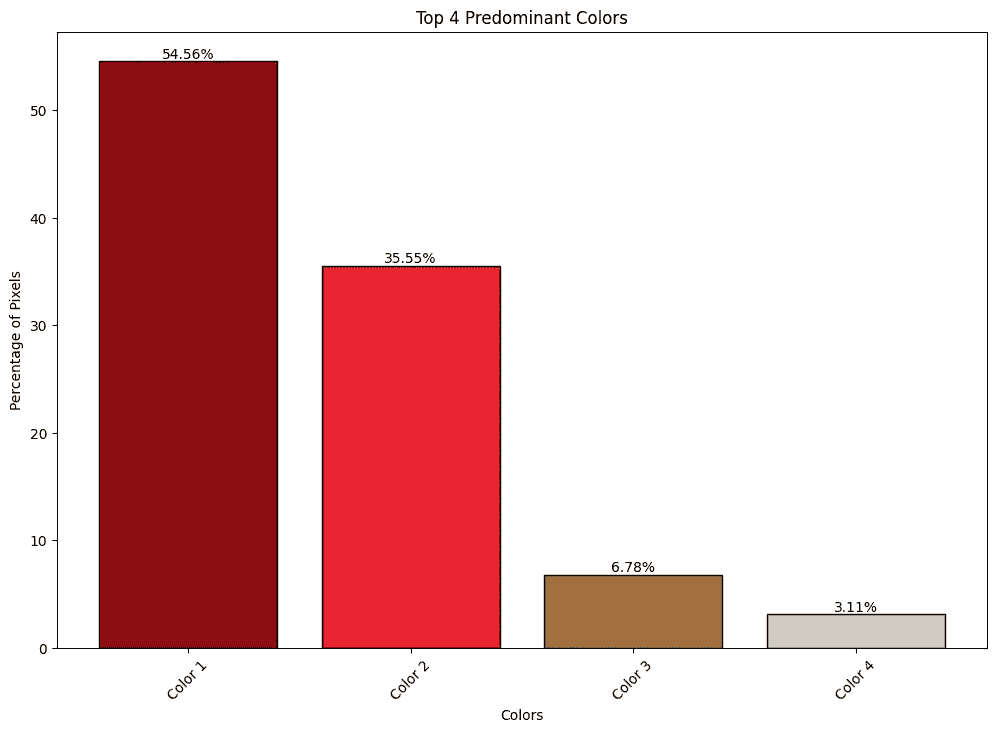 Top 4 Predominant Colors
54.56%
35.55%
6.78%
3.11%
Percentage of Pixels
50
40
30
20
10
0
Color 1
Color 2
Color 3
Color 4
Colors